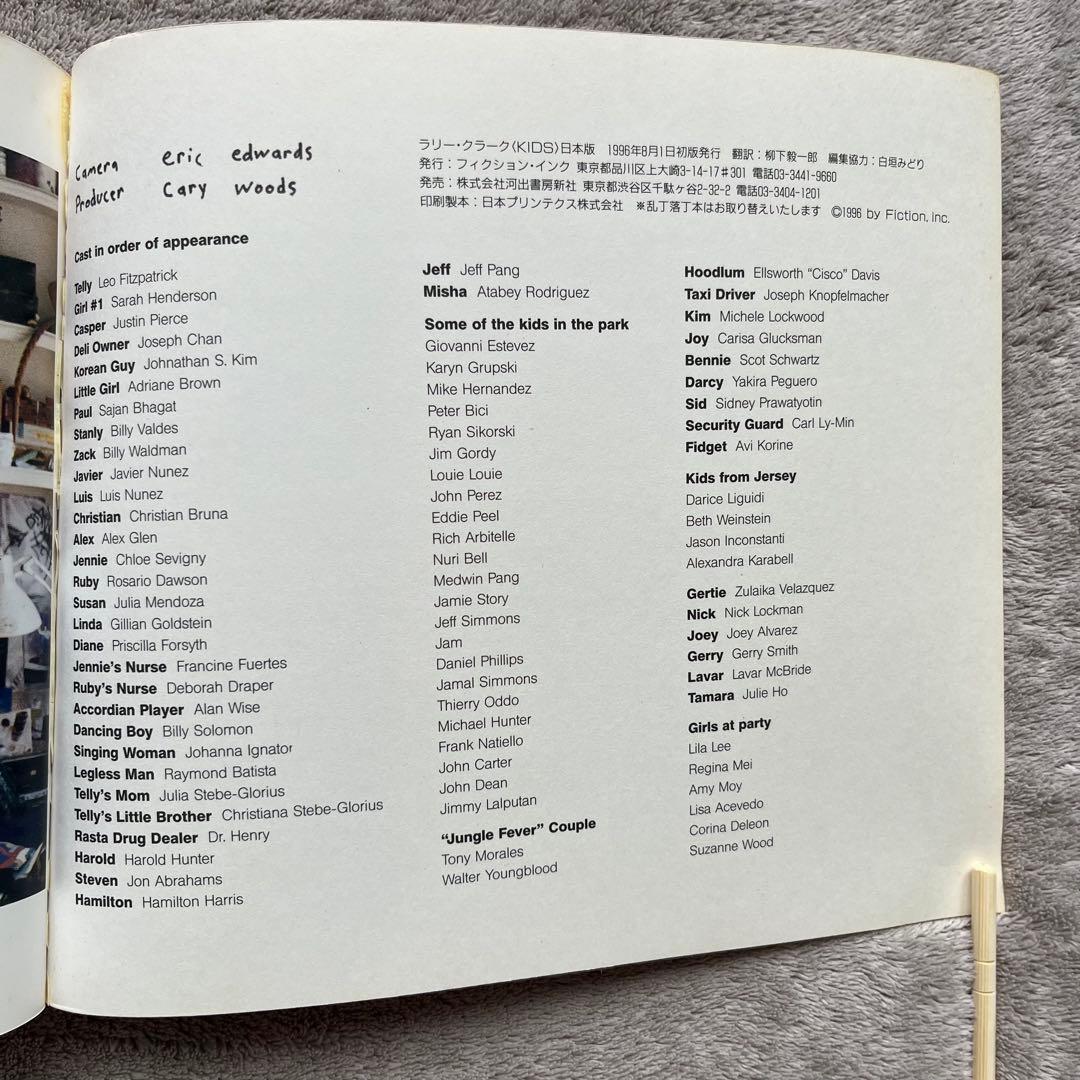 Camera eric edwards
Producer Cary Woods
ラリー・クラーク〈KIDS〉日本版 1996年8月1日初版発行 翻訳：柳下毅一郎 編集協力：白垣みどり
発行：フィクション・インク 東京都品川区上大崎3-14-17#301 電話03-3441-9660
発売：株式会社河出書房新社 東京都渋谷区千駄ヶ谷2-32-2 電話03-3404-1201
印刷製本：日本プリンテクス株式会社 ※乱丁落丁本はお取り替えいたします ©1996 by Fiction, inc.
Cast in order of appearance
Telly Leo Fitzpatrick
Girl #1 Sarah Henderson
Casper Justin Pierce
Deli Owner Joseph Chan
Korean Guy Johnathan S. Kim
Little Girl Adriane Brown
Paul Sajan Bhagat
Stanly Billy Valdes
Zack Billy Waldman
Javier Javier Nunez
Luis Luis Nunez
Christian Christian Bruna
Alex Alex Glen
Jennie Chloe Sevigny
Ruby Rosario Dawson
Susan Julia Mendoza
Linda Gillian Goldstein
Diane Priscilla Forsyth
Jennie's Nurse Francine Fuertes
Ruby's Nurse Deborah Draper
Accordian Player Alan Wise
Dancing Boy Billy Solomon
Singing Woman Johanna Ignator
Legless Man Raymond Batista
Telly's Mom Julia Stebe-Glorius
Telly's Little Brother Christiana Stebe-Glorius
Rasta Drug Dealer Dr. Henry
Harold Harold Hunter
Steven Jon Abrahams
Hamilton Hamilton Harris
Jeff Jeff Pang
Misha Atabey Rodriguez
Some of the kids in the park
Giovanni Estevez
Karyn Grupski
Mike Hernandez
Peter Bici
Ryan Sikorski
Jim Gordy
Louie Louie
John Perez
Eddie Peel
Rich Arbitelle
Nuri Bell
Medwin Pang
Jamie Story
Jeff Simmons
Jam
Daniel Phillips
Jamal Simmons
Thierry Oddo
Michael Hunter
Frank Natiello
John Carter
John Dean
Jimmy Lalputan
"Jungle Fever" Couple
Tony Morales
Walter Youngblood
Hoodlum Ellsworth "Cisco" Davis
Taxi Driver Joseph Knopfelmacher
Kim Michele Lockwood
Joy Carisa Glucksman
Bennie Scot Schwartz
Darcy Yakira Peguero
Sid Sidney Prawatyotin
Security Guard Carl Ly-Min
Fidget Avi Korine
Kids from Jersey
Darice Liguidi
Beth Weinstein
Jason Inconstanti
Alexandra Karabell
Gertie Zulaika Velazquez
Nick Nick Lockman
Joey Joey Alvarez
Gerry Gerry Smith
Lavar Lavar McBride
Tamara Julie Ho
Girls at party
Lila Lee
Regina Mei
Amy Moy
Lisa Acevedo
Corina Deleon
Suzanne Wood